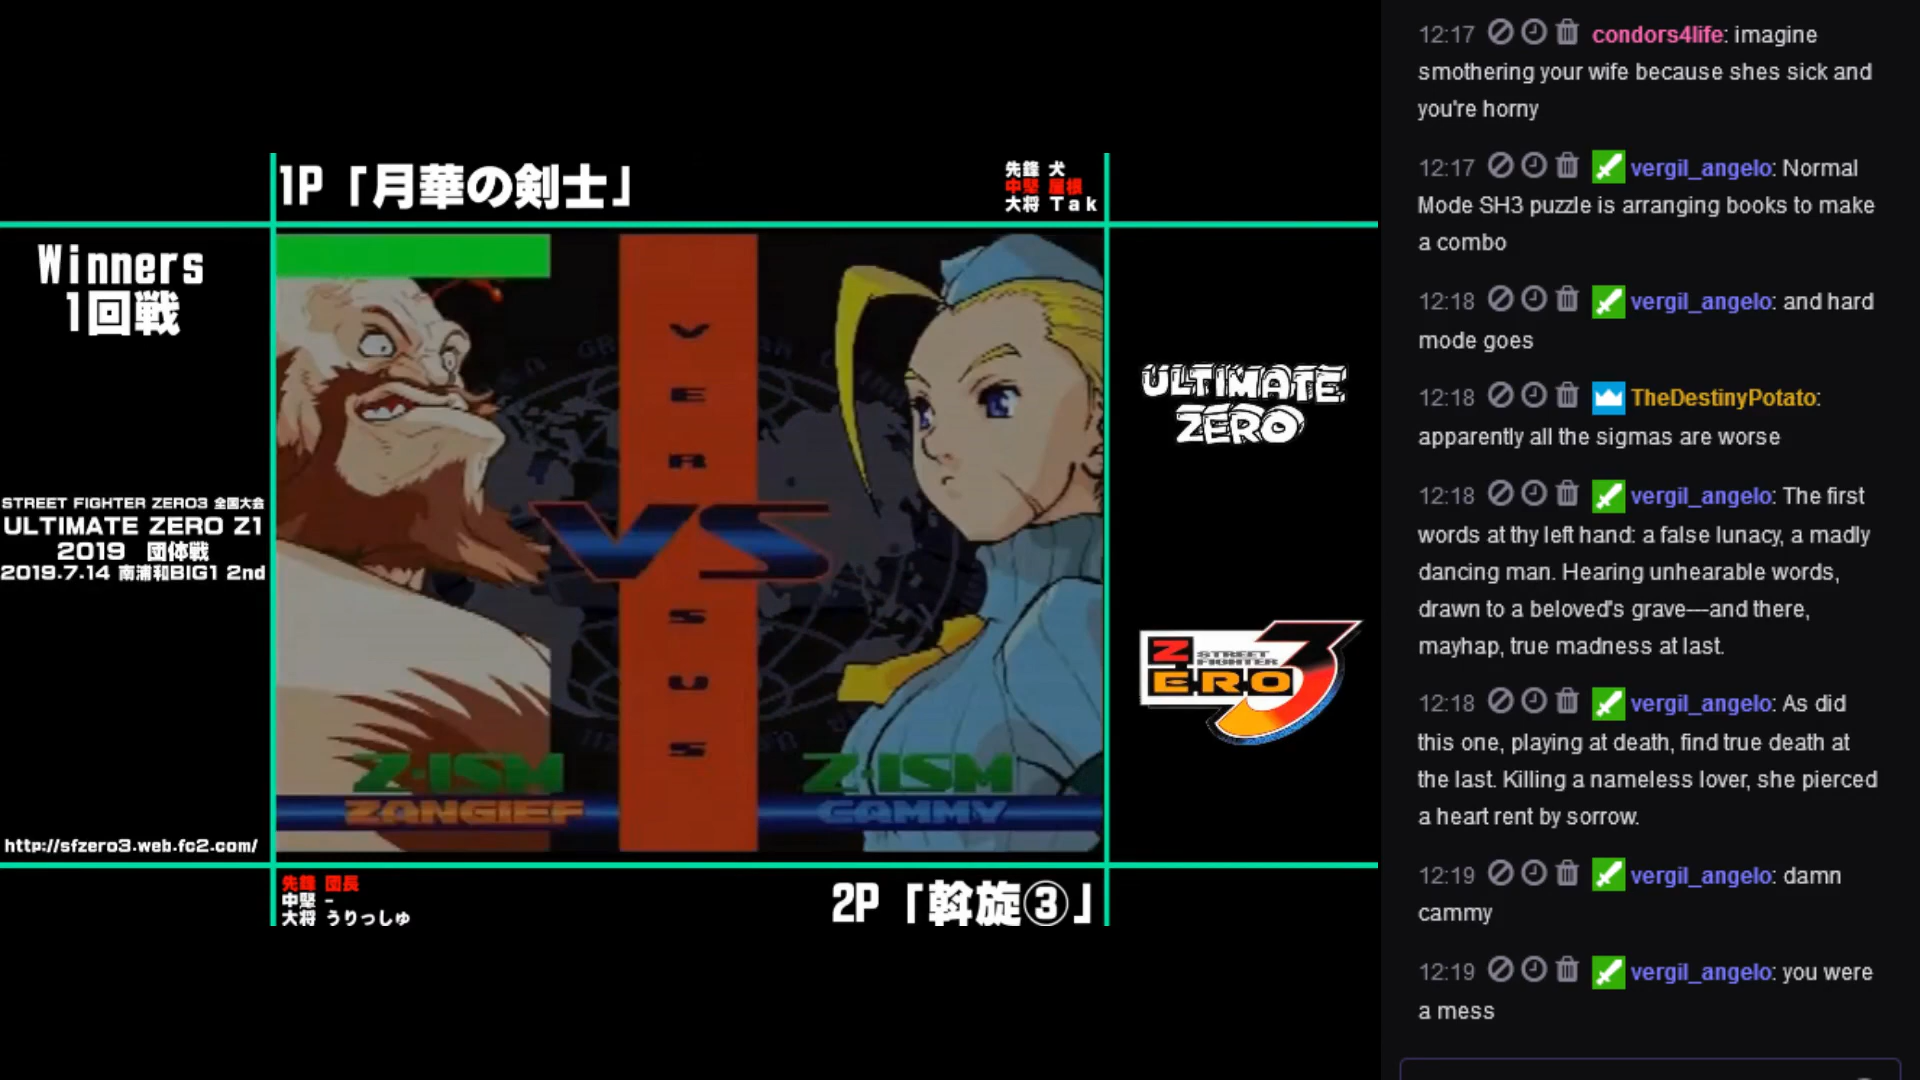 1P「月華の剣士」
先鋒 犬
中堅 屋根
大将 Tak
Winners
1回戦
STREET FIGHTER ZERO3 全国大会
ULTIMATE ZERO Z1
2019 団体戦
2019.7.14 南浦和BIG1 2nd
http://sfzero3.web.fc2.com/
VERSUS
VS
Z-ISM
ZANGIEF
Z-ISM
CAMMY
ULTIMATE
ZERO
STREET
FIGHTER
ZERO 3
先鋒 団長
中堅 -
大将 うりっしゅ
2P「斡旋③」
12:17 condors4life: imagine
smothering your wife because shes sick and
you're horny
12:17 vergil_angelo: Normal
Mode SH3 puzzle is arranging books to make
a combo
12:18 vergil_angelo: and hard
mode goes
12:18 TheDestinyPotato:
apparently all the sigmas are worse
12:18 vergil_angelo: The first
words at thy left hand: a false lunacy, a madly
dancing man. Hearing unhearable words,
drawn to a beloved's grave---and there,
mayhap, true madness at last.
12:18 vergil_angelo: As did
this one, playing at death, find true death at
the last. Killing a nameless lover, she pierced
a heart rent by sorrow.
12:19 vergil_angelo: damn
cammy
12:19 vergil_angelo: you were
a mess